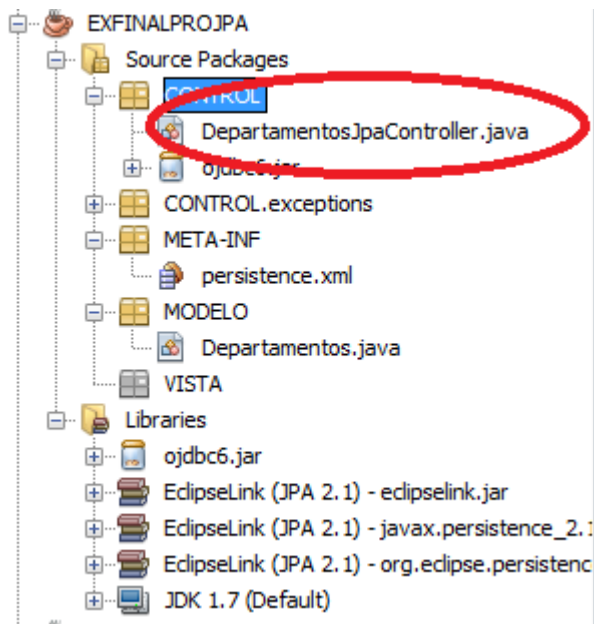 EXFINALPROJPA
Source Packages
CONTROL
DepartamentosJpaController.java
ojdbc6.jar
CONTROL.exceptions
META-INF
persistence.xml
MODELO
Departamentos.java
VISTA
Libraries
ojdbc6.jar
EclipseLink (JPA 2.1) - eclipselink.jar
EclipseLink (JPA 2.1) - javax.persistence_2.1
EclipseLink (JPA 2.1) - org.eclipse.persistenc
JDK 1.7 (Default)